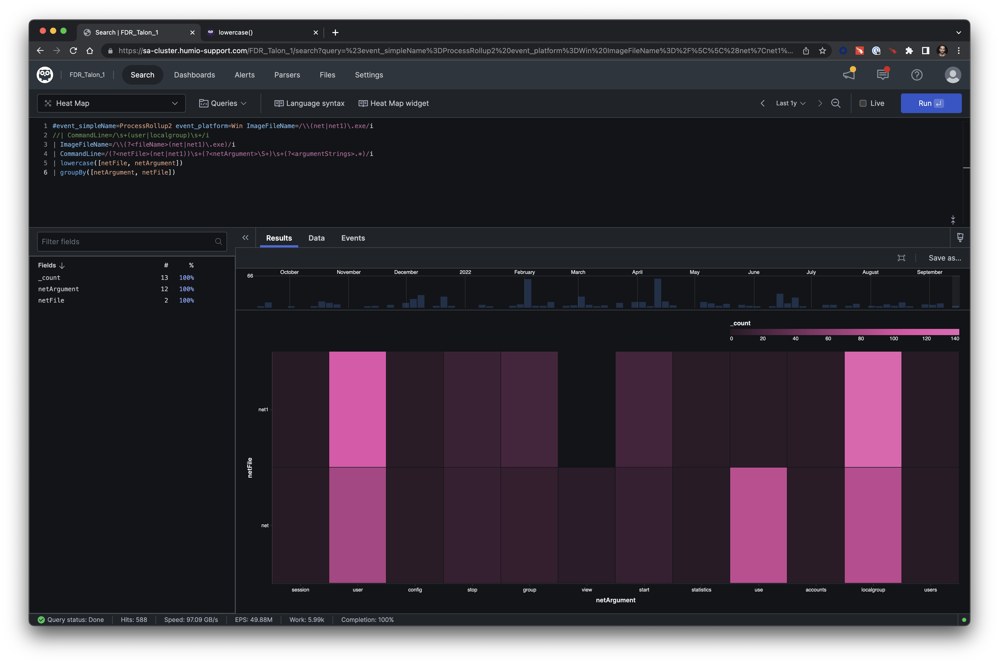 Search | FDR_Talon_1
lowercase()
https://sa-cluster.humio-support.com/FDR_Talon_1/search?query=%23event_simpleName%3DProcessRollup2%20event_platform%3DWin%20ImageFileName%3D%2F%5C%5C%28net%7Cnet1%...
FDR_Talon_1 Search Dashboards Alerts Parsers Files Settings
Heat Map Queries Language syntax Heat Map widget Last 1y Live Run
1 #event_simpleName=ProcessRollup2 event_platform=Win ImageFileName=/\\(net|net1)\.exe/i
2 //| CommandLine=/\s+(user|localgroup)\s+/i
3 | ImageFileName=/\\(?<fileName>(net|net1)\.exe)/i
4 | CommandLine=/(?<netFile>(net|net1))\s+(?<netArgument>\S+)\s+(?<argumentStrings>.*)/i
5 | lowercase([netFile, netArgument])
6 | groupBy([netArgument, netFile])
Filter fields
Results Data Events
Save as...
Fields # %
_count 13 100%
netArgument 12 100%
netFile 2 100%
October November December 2022 February March April May June July August September
66
_count
0 20 40 60 80 100 120 140
net1
netFile
net
session user config stop group view start statistics use accounts localgroup users
netArgument
Query status: Done Hits: 588 Speed: 97.09 GB/s EPS: 49.88M Work: 5.99k Completion: 100%